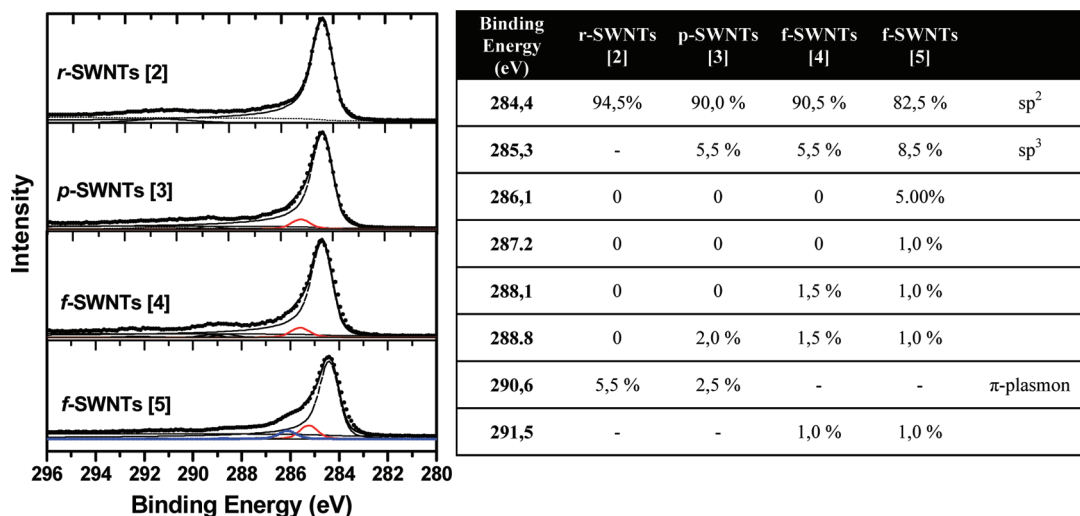 r-SWNTs [2]
p-SWNTs [3]
f-SWNTs [4]
f-SWNTs [5]
Intensity
296 294 292 290 288 286 284 282 280
Binding Energy (eV)
Binding Energy (eV) r-SWNTs [2] p-SWNTs [3] f-SWNTs [4] f-SWNTs [5]
284,4 94,5% 90,0 % 90,5 % 82,5 % sp²
285,3 - 5,5 % 5,5 % 8,5 % sp³
286,1 0 0 0 5.00%
287.2 0 0 0 1,0 %
288,1 0 0 1,5 % 1,0 %
288.8 0 2,0 % 1,5 % 1,0 %
290,6 5,5 % 2,5 % - - π-plasmon
291,5 - - 1,0 % 1,0 %